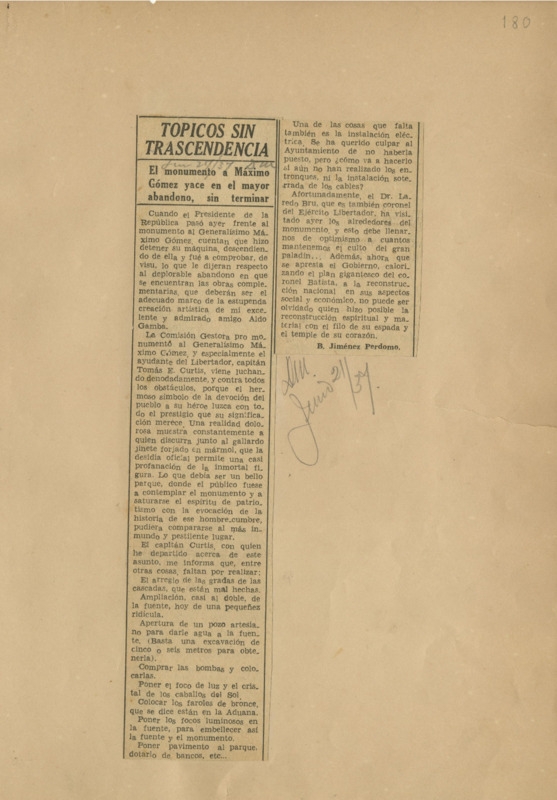 180
TOPICOS SIN
TRASCENDENCIA
El monumento a Máximo
Gómez yace en el mayor
abandono, sin terminar
Cuando el Presidente de la
República pasó ayer frente al
monumento al Generalísimo Má-
ximo Gómez, cuentan que hizo
detener su máquina, descendien-
do de ella y fué a comprobar, de
visu, lo que le dijeran respecto
al deplorable abandono en que
se encuentran las obras comple-
mentarias, que deberán ser el
adecuado marco de la estupenda
creación artística de mi exce-
lente y admirado amigo Aldo
Gamba.
La Comisión Gestora pro mo-
numento al Generalísimo Má-
ximo Gómez, y especialmente el
ayudante del Libertador, capitán
Tomás E. Curtis, viene luchan-
do denodadamente, y contra todos
los obstáculos, porque el her-
moso símbolo de la devoción del
pueblo a su héroe luzca con to-
do el prestigio que su significa-
ción merece. Una realidad dolo-
rosa muestra constantemente a
quien discurra junto al gallardo
jinete forjado en mármol, que la
desidia oficial permite una casi
profanación de la inmortal fi-
gura. Lo que debía ser un bello
parque, donde el público fuese
a contemplar el monumento y a
saturarse el espíritu de patrio-
tismo con la evocación de la
historia de ese hombre-cumbre,
pudiera compararse al más in-
mundo y pestilente lugar.
El capitán Curtis, con quien
he departido acerca de este
asunto, me informa que, entre
otras cosas, faltan por realizar:
El arreglo de las gradas de las
cascadas, que están mal hechas.
Ampliación, casi al doble, de
la fuente, hoy de una pequeñez
ridícula.
Apertura de un pozo artesia-
no para darle agua a la fuen-
te. (Basta una excavación de
cinco o seis metros para obte-
nerla).
Comprar las bombas y colo-
carlas.
Poner el foco de luz y el cris-
tal de los caballos del Sol.
Colocar los faroles de bronce,
que se dice están en la Aduana.
Poner los focos luminosos en
la fuente, para embellecer así
la fuente y el monumento.
Poner pavimento al parque,
dotarlo de bancos, etc...
Una de las cosas que falta
también es la instalación eléc-
trica. Se ha querido culpar al
Ayuntamiento de no haberla
puesto, pero ¿cómo va a hacerlo
si aún no han realizado los en-
tronques, ni la instalación sote-
rrada de los cables?
Afortunadamente, el Dr. La-
redo Bru, que es también coronel
del Ejército Libertador, ha visi-
tado ayer los alrededores del
monumento, y esto debe llenar-
nos de optimismo a cuantos
mantenemos el culto del gran
paladín... Además, ahora que
se apresta el Gobierno, calori-
zando el plan gigantesco del co-
ronel Batista, a la reconstruc-
ción nacional en sus aspectos
social y económico, no puede ser
olvidado quien hizo posible la
reconstrucción espiritual y ma-
terial con el filo de su espada y
el temple de su corazón.
B. Jiménez Perdomo.
Junio 21/37.